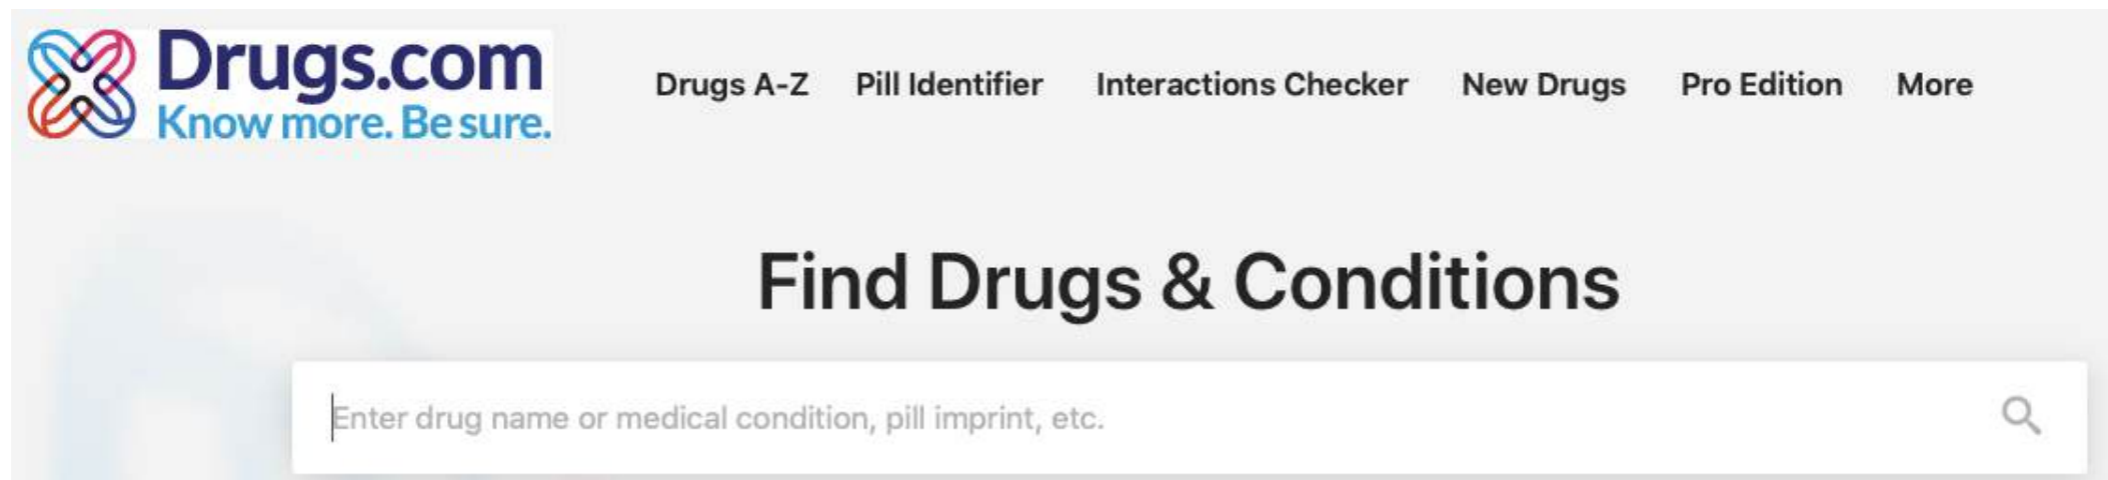 Drugs.com
Know more. Be sure.
Drugs A-Z Pill Identifier Interactions Checker New Drugs Pro Edition More
Find Drugs & Conditions
Enter drug name or medical condition, pill imprint, etc.